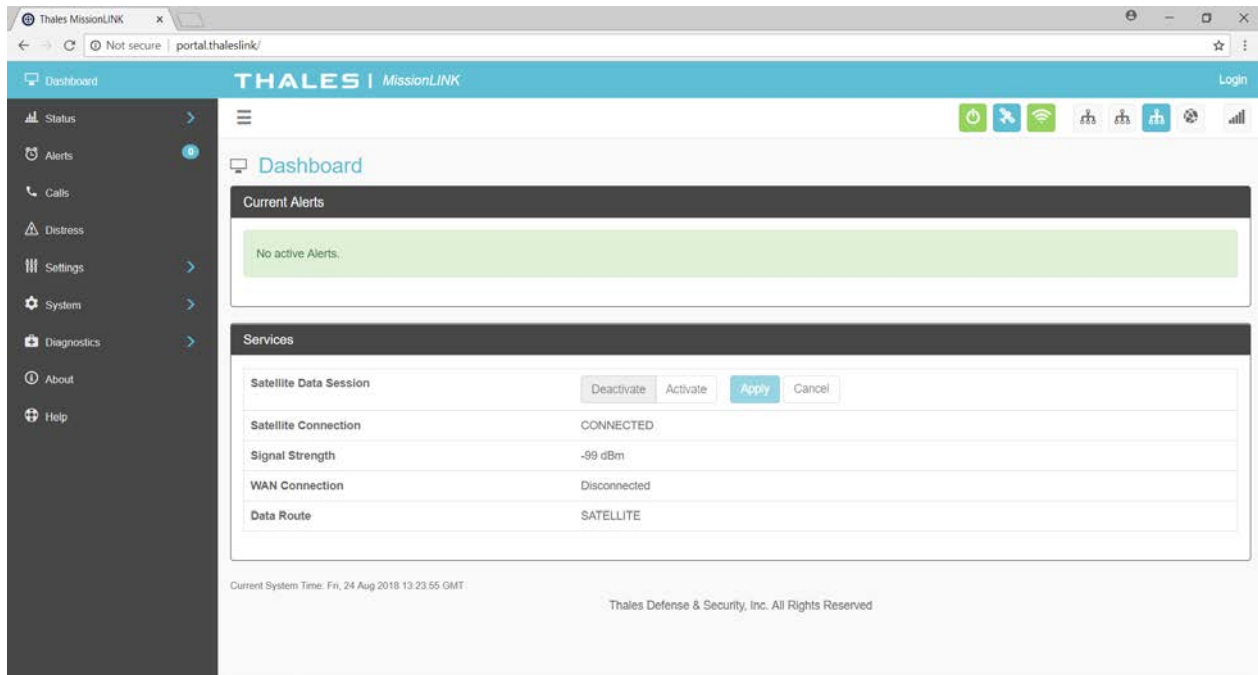 Thales MissionLINK
Not secure | portal.thaleslink/
Dashboard
THALES | MissionLINK
Login
Status
Alerts 0
Calls
Distress
Settings
System
Diagnostics
About
Help
Dashboard
Current Alerts
No active Alerts.
Services
Satellite Data Session Deactivate Activate Apply Cancel
Satellite Connection CONNECTED
Signal Strength -99 dBm
WAN Connection Disconnected
Data Route SATELLITE
Current System Time: Fri, 24 Aug 2018 13:23:55 GMT
Thales Defense & Security, Inc. All Rights Reserved